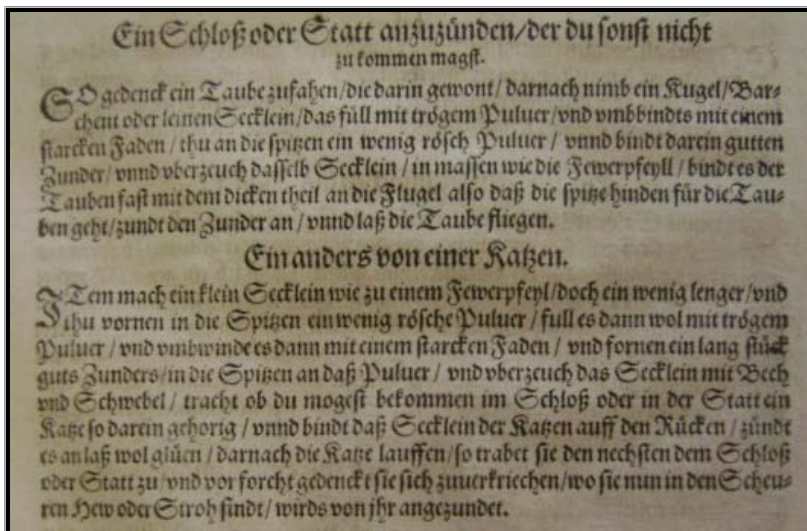 Ein Schloß oder Statt anzuzünden/der du sonst nicht
zu kommen magst.
SO gedenck ein Taube zufahen/die darin gewont/darnach nimb ein Kugel/Bar-
chent oder leinen Secklein/das füll mit trögem Puluer/vnd vmbbindts mit einem
starcken Faden/thu an die spitzen ein wenig rösch Puluer/vnnd bindt darein gutten
Zunder/vnnd vberzeuch dasselb Secklein/in massen wie die Fewerpfeyll/bindt es der
Tauben fast mit dem dicken theil an die Flugel also daß die spitze hinden für die Tau-
ben geht/zundt den Zunder an/vnnd laß die Taube fliegen.
Ein anders von einer Katzen.
ITem mach ein klein Secklein wie zu einem Fewerpfeyl/doch ein wenig lenger/vnd
thu vornen in die Spitzen ein wenig rösche Puluer/full es dann wol mit trögem
Puluer/vnd vmbwinde es dann mit einem starcken Faden/vnd fornen ein lang stück
guts Zunders/in die Spitzen an daß Puluer/vnd vberzeuch das Secklein mit Bech
vnd Schwebel/tracht ob du mogest bekommen im Schloß oder in der Statt ein
Katze so darein gehorig/vnnd bindt daß Secklein der Katzen auff den Rücken/zündt
es an laß wol glüen/darnach die Katze lauffen/so trabet sie den nechsten dem Schloß
oder Statt zu/vnd vor forcht gedenckt sie sich zuuerkriechen/wo sie nun in den Scheu-
ren Hew oder Stroh findt/wirds von jhr angezundet.